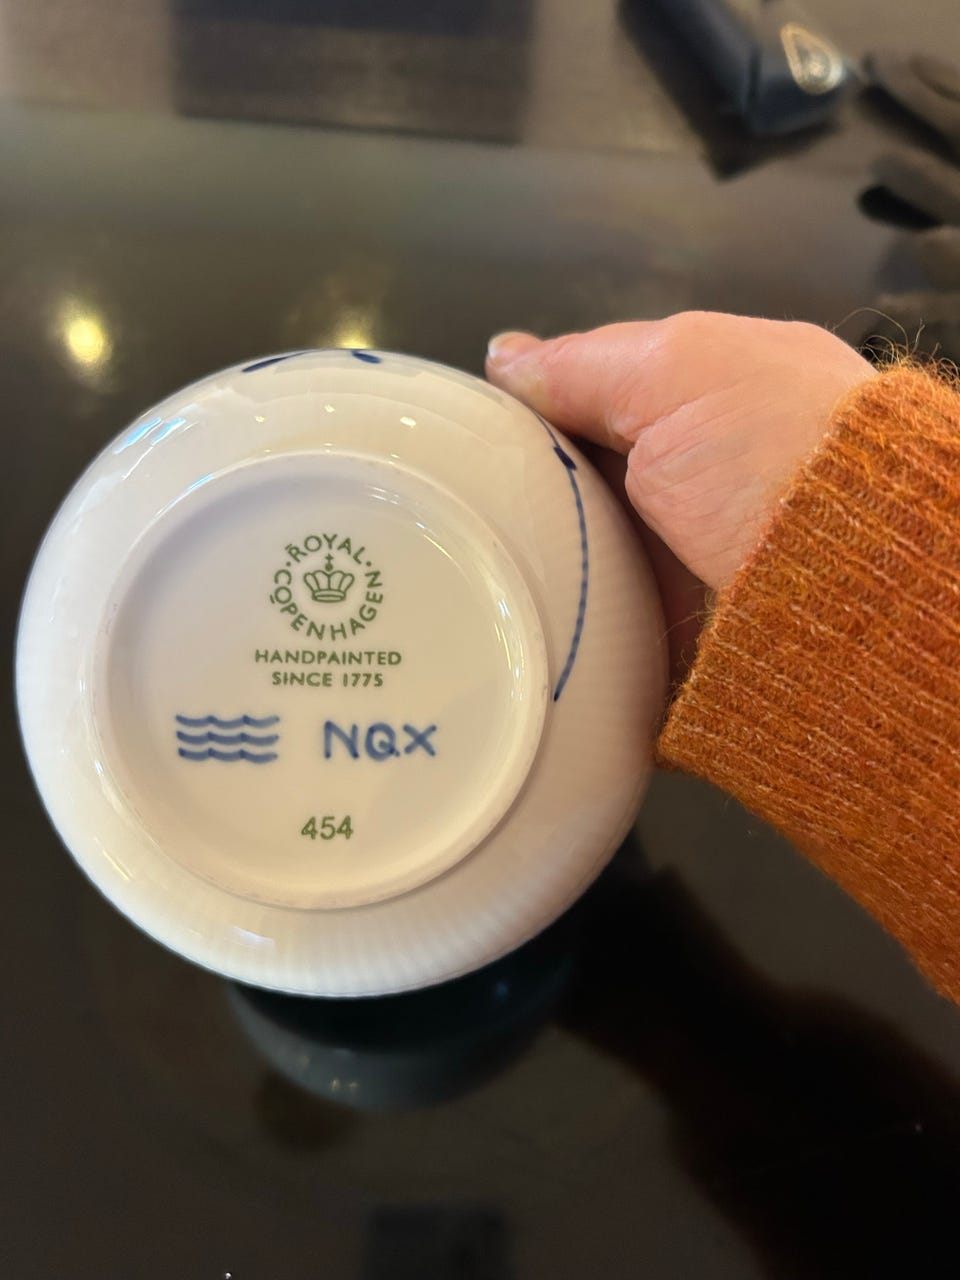 ROYAL·COPENHAGEN·
HANDPAINTED
SINCE 1775
NQX
454